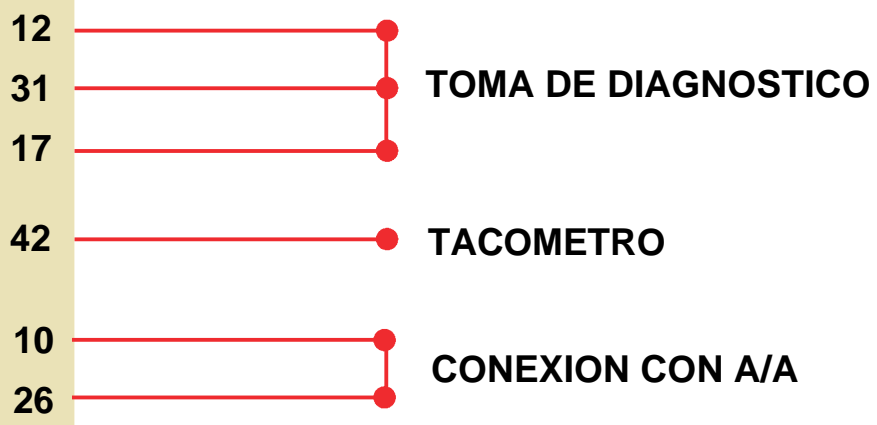 12
31
TOMA DE DIAGNOSTICO
17
42
TACOMETRO
10
CONEXION CON A/A
26